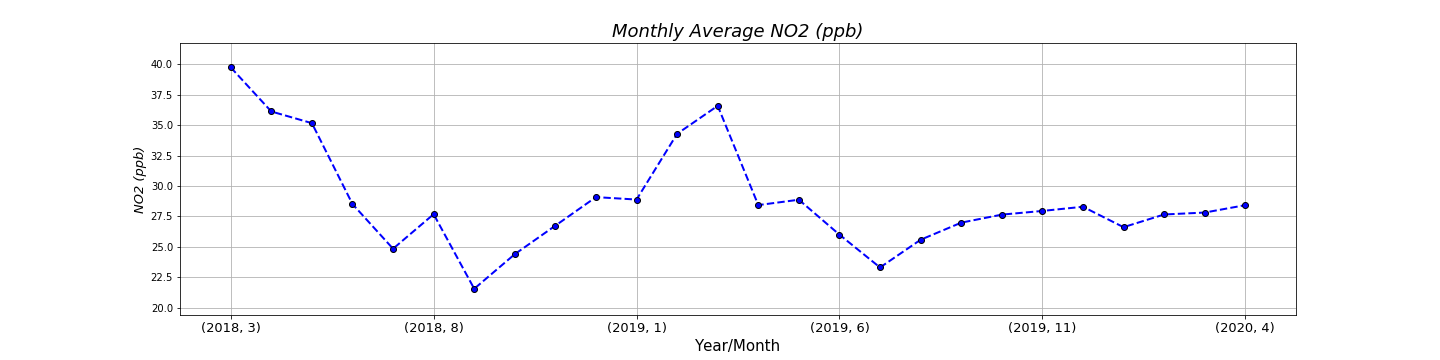 Monthly Average NO2 (ppb)
40.0
37.5
35.0
32.5
30.0
27.5
25.0
22.5
20.0
NO2 (ppb)
(2018, 3) (2018, 8) (2019, 1) (2019, 6) (2019, 11) (2020, 4)
Year/Month